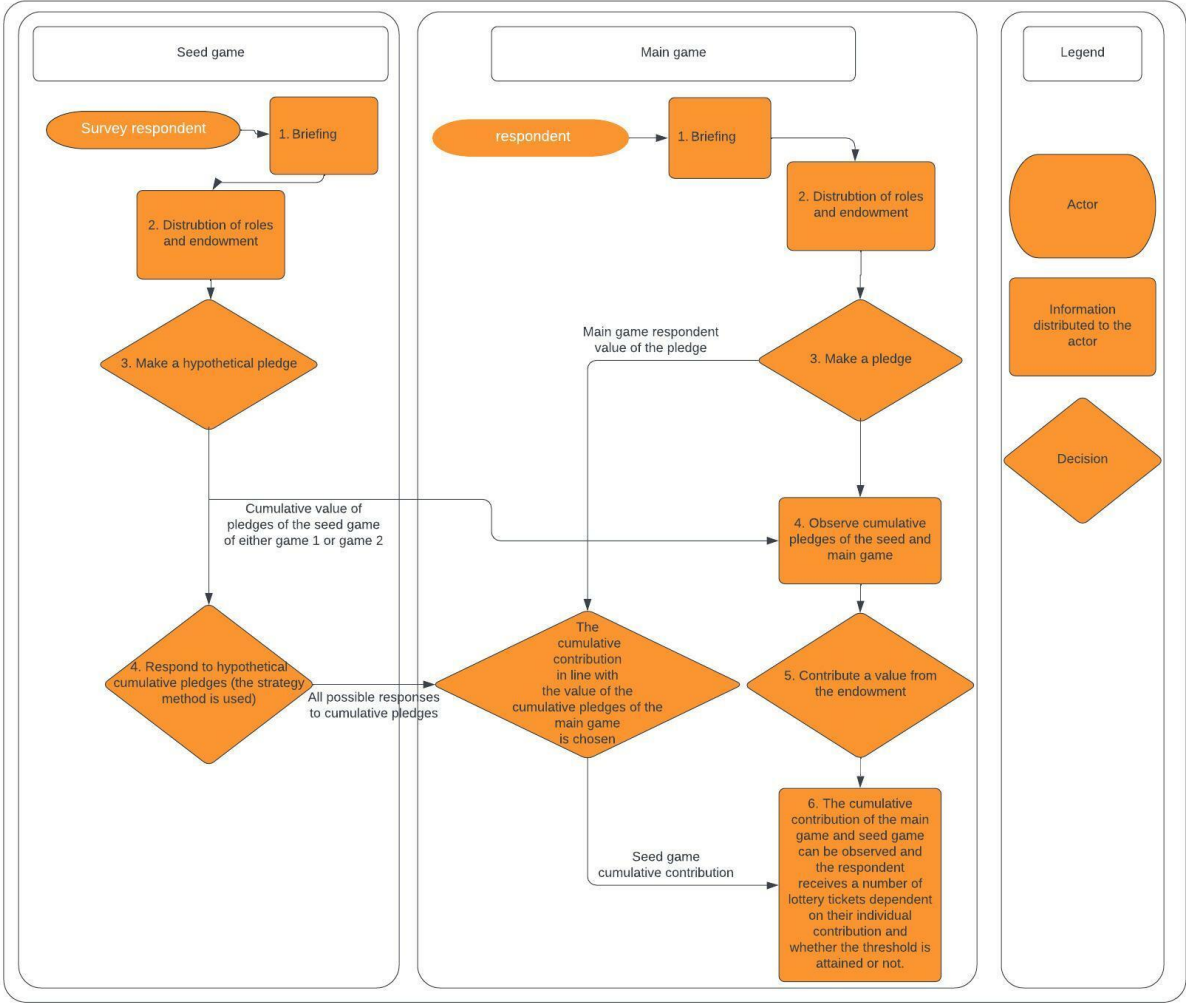 Seed game
Survey respondent
1. Briefing
2. Distrubtion of roles
and endowment
3. Make a hypothetical pledge
Cumulative value of
pledges of the seed game
of either game 1 or game 2
4. Respond to hypothetical
cumulative pledges (the strategy
method is used)
All possible responses
to cumulative pledges
Main game
respondent
1. Briefing
2. Distrubtion of roles
and endowment
Main game respondent
value of the pledge
3. Make a pledge
4. Observe cumulative
pledges of the seed and
main game
The
cumulative
contribution
in line with
the value of the
cumulative pledges of the
main game
is chosen
5. Contribute a value from
the endowment
Seed game
cumulative contribution
6. The cumulative
contribution of the main
game and seed game
can be observed and
the respondent
receives a number of
lottery tickets dependent
on their individual
contribution and
whether the threshold is
attained or not.
Legend
Actor
Information
distributed to the
actor
Decision